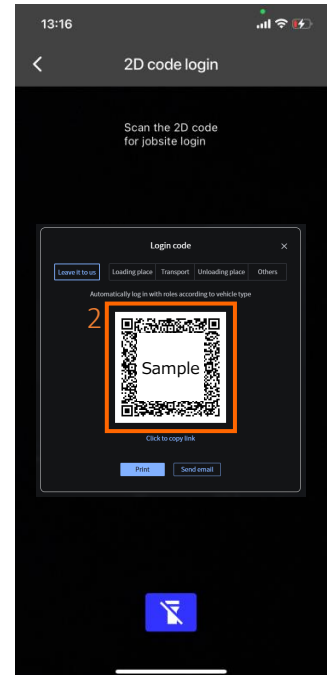 13:16
2D code login
Scan the 2D code
for jobsite login
Login code
Leave it to us Loading place Transport Unloading place Others
Automatically log in with roles according to vehicle type
2
Sample
Click to copy link
Print Send email